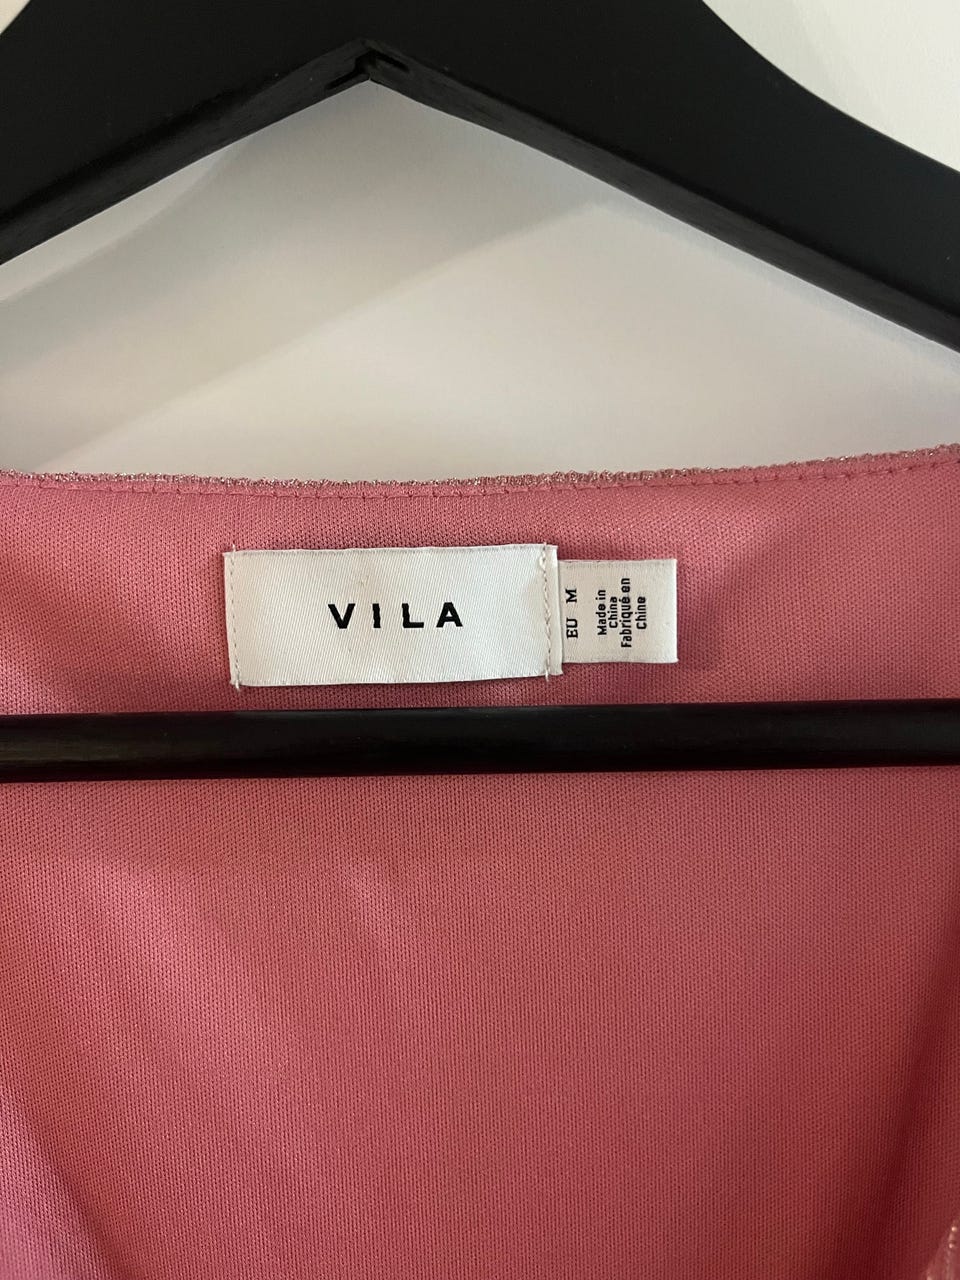 VILA
EU M
Made in
China
Fabriqué en
Chine